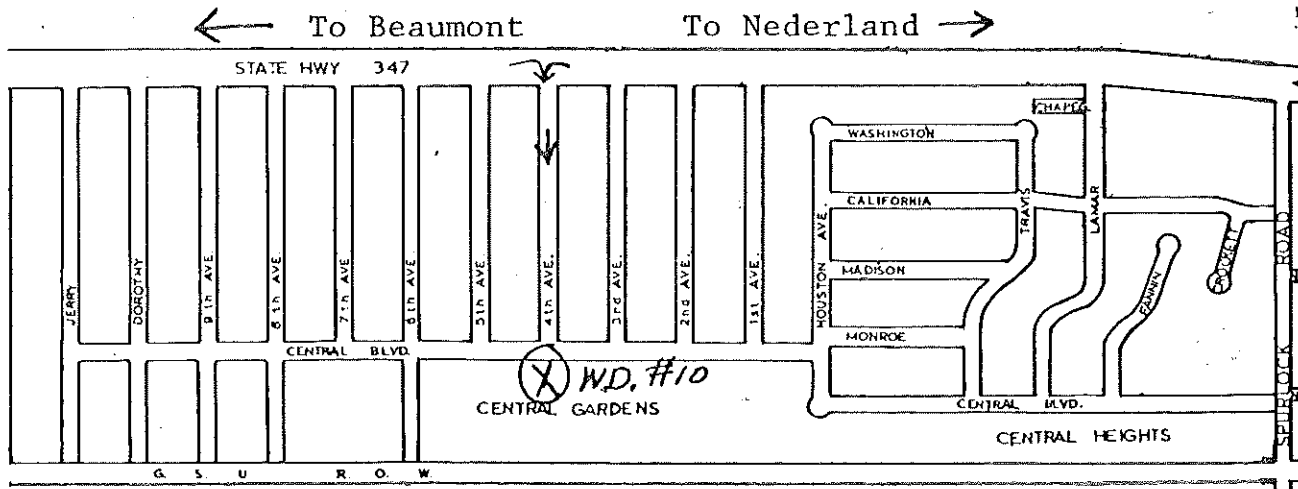 To Beaumont To Nederland
STATE HWY 347
CHAPEL
WASHINGTON
CALIFORNIA
MADISON
MONROE
HOUSTON AVE.
TRAVIS
LAMAR
CROCKETT
FANNIN
SPURLOCK ROAD
JERRY
DOROTHY
9th AVE.
8th AVE.
7th AVE.
6th AVE.
5th AVE.
4th AVE.
3rd AVE.
2nd AVE.
1st AVE.
CENTRAL BLVD.
X W.D. #10
CENTRAL GARDENS
CENTRAL BLVD.
CENTRAL HEIGHTS
G. S. U R. O. W.